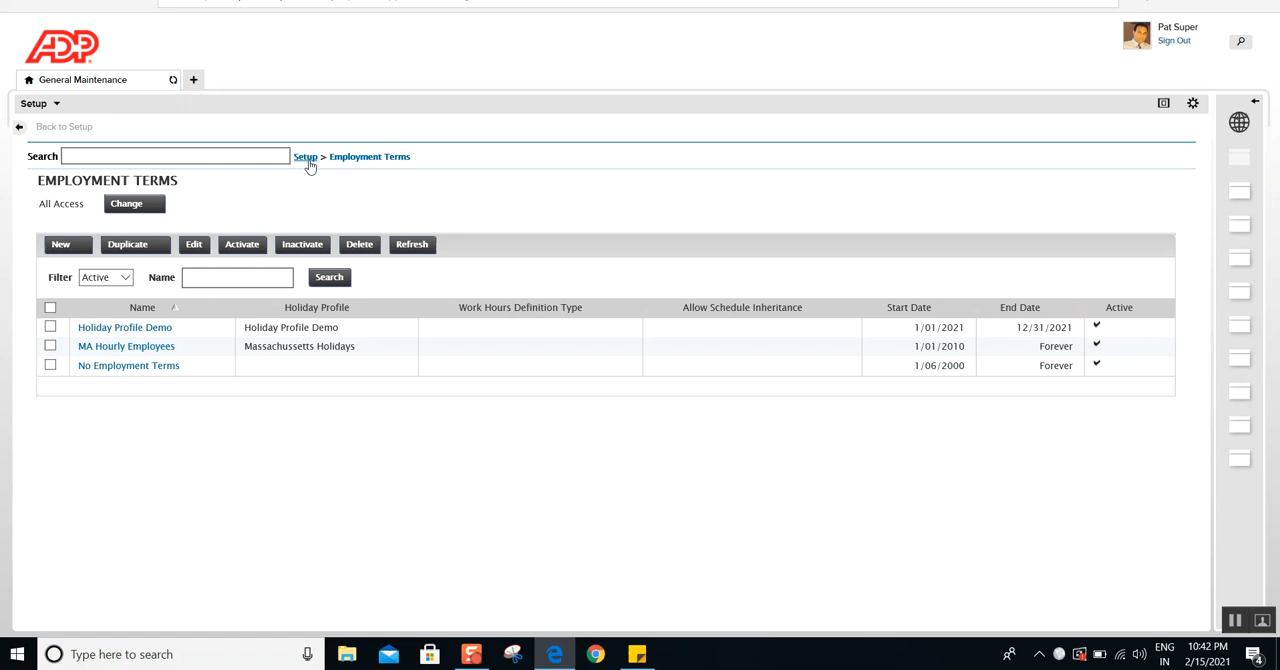 Pat Super
ADP
Sign Out
General Maintenance
+
Setup
Back to Setup
Search Setup > Employment Terms
EMPLOYMENT TERMS
All Access Change
New Duplicate Edit Activate Inactivate Delete Refresh
Filter Active Name Search
Name Holiday Profile Work Hours Definition Type Allow Schedule Inheritance Start Date End Date Active
Holiday Profile Demo Holiday Profile Demo 1/01/2021 12/31/2021
MA Hourly Employees Massachussetts Holidays 1/01/2010 Forever
No Employment Terms 1/06/2000 Forever
Type here to search
ENG 10:42 PM
IN 2/15/2021
4